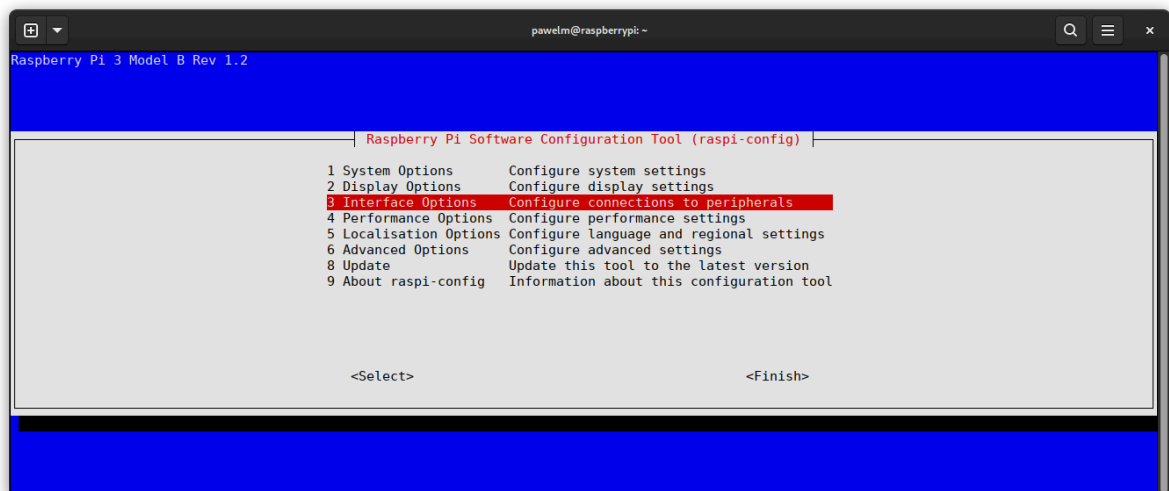 pawelm@raspberrypi: ~
Raspberry Pi 3 Model B Rev 1.2
Raspberry Pi Software Configuration Tool (raspi-config)
1 System Options Configure system settings
2 Display Options Configure display settings
3 Interface Options Configure connections to peripherals
4 Performance Options Configure performance settings
5 Localisation Options Configure language and regional settings
6 Advanced Options Configure advanced settings
8 Update Update this tool to the latest version
9 About raspi-config Information about this configuration tool
<Select> <Finish>